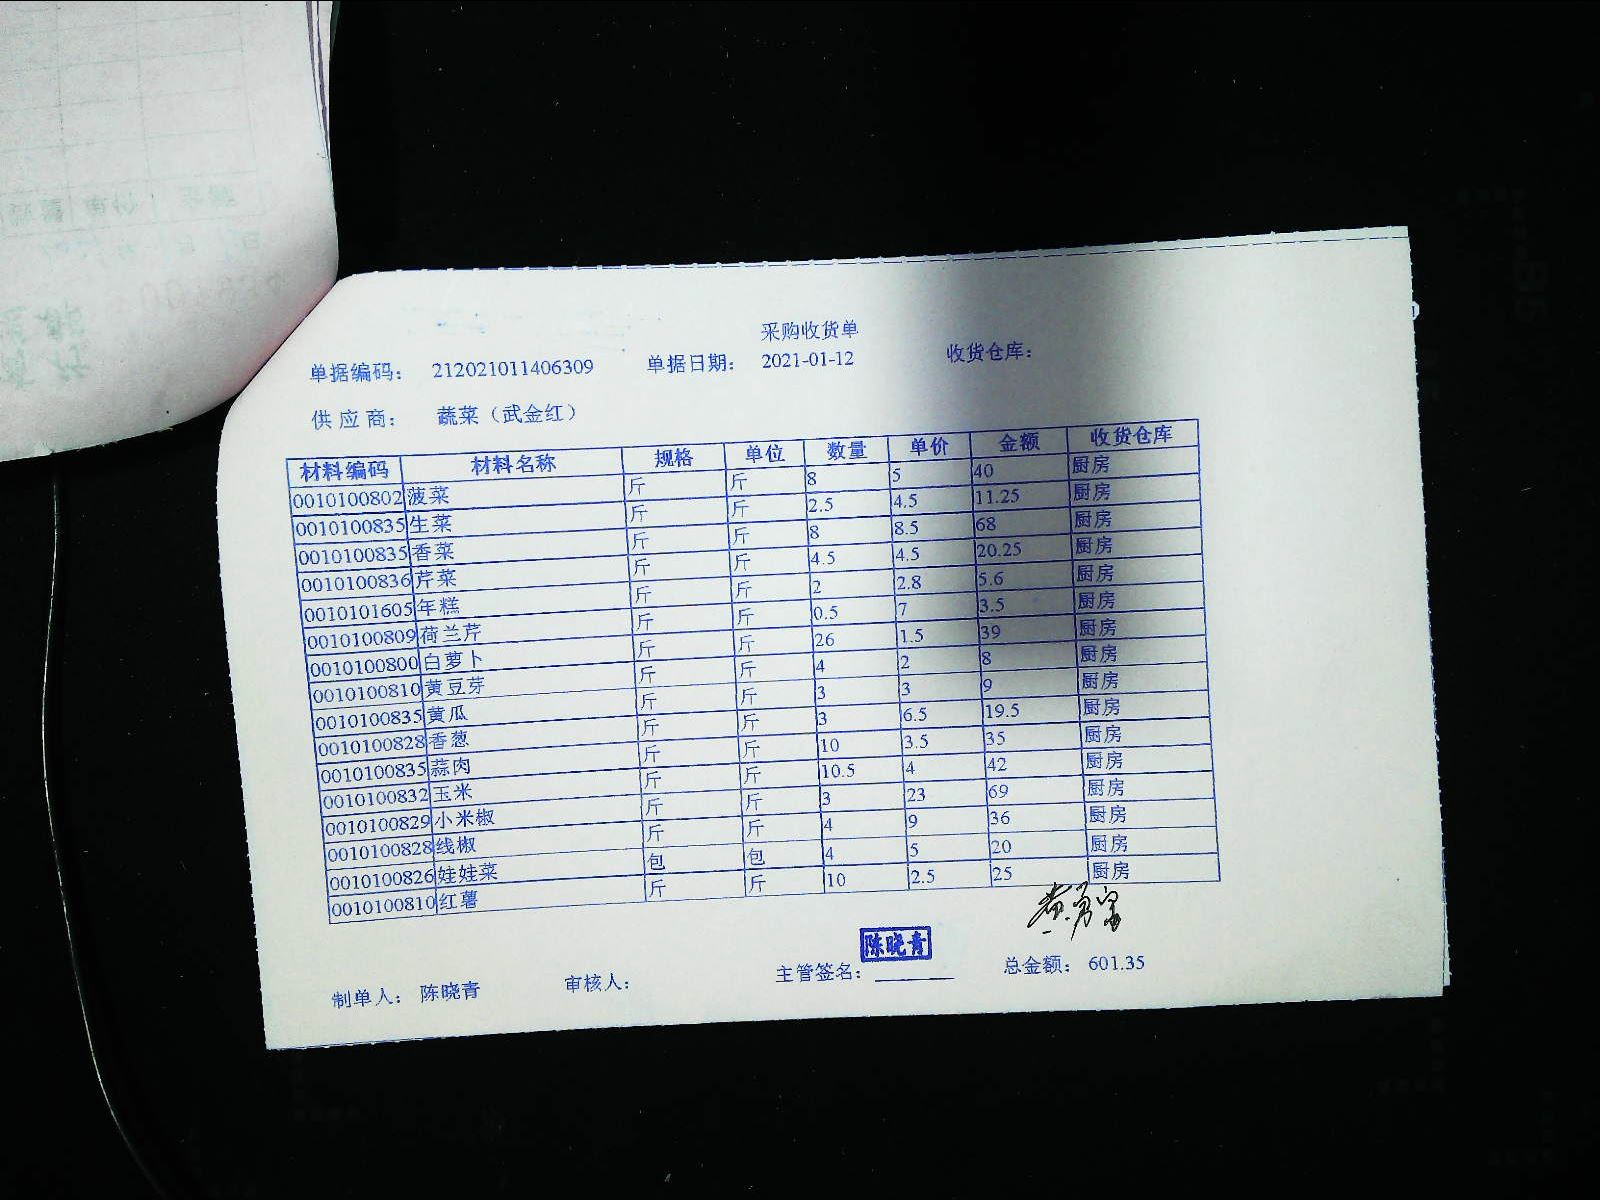 采购收货单
单据编码： 212021011406309 单据日期： 2021-01-12 收货仓库：
供 应 商： 蔬菜（武金红）
材料编码 材料名称 规格 单位 数量 单价 金额 收货仓库
0010100802 菠菜 斤 斤 8 5 40 厨房
0010100835 生菜 斤 斤 2.5 4.5 11.25 厨房
0010100835 香菜 斤 斤 8 8.5 68 厨房
0010100836 芹菜 斤 斤 4.5 4.5 20.25 厨房
0010101605 年糕 斤 斤 2 2.8 5.6 厨房
0010100809 荷兰芹 斤 斤 0.5 7 3.5 厨房
0010100800 白萝卜 斤 斤 26 1.5 39 厨房
0010100810 黄豆芽 斤 斤 4 2 8 厨房
0010100835 黄瓜 斤 斤 3 3 9 厨房
0010100828 香葱 斤 斤 3 6.5 19.5 厨房
0010100835 蒜肉 斤 斤 10 3.5 35 厨房
0010100832 玉米 斤 斤 10.5 4 42 厨房
0010100829 小米椒 斤 斤 3 23 69 厨房
0010100828 线椒 斤 斤 4 9 36 厨房
0010100826 娃娃菜 包 包 4 5 20 厨房
0010100810 红薯 斤 斤 10 2.5 25 厨房
陈晓青
制单人： 陈晓青 审核人： 主管签名： 总金额： 601.35